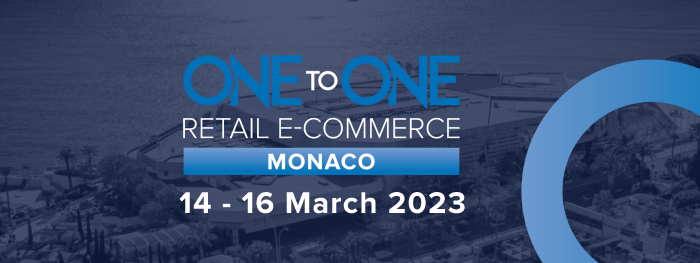 ONE TO ONE
RETAIL E-COMMERCE
MONACO
14 - 16 March 2023